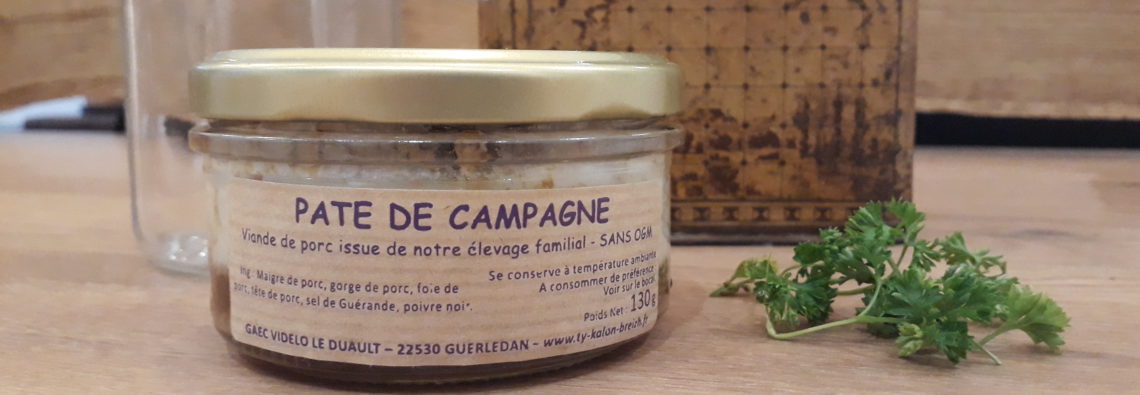 PATE DE CAMPAGNE
Viande de porc issue de notre élevage familial - SANS OGM
Ing : Maigre de porc, gorge de porc, foie de
porc, tête de porc, sel de Guérande, poivre noir.
Se conserve à température ambiante
A consommer de préférence
Voir sur le bocal
Poids Net : 130g
GAEC VIDELO LE DUAULT – 22530 GUERLEDAN – www.ty-kalon-breizh.fr